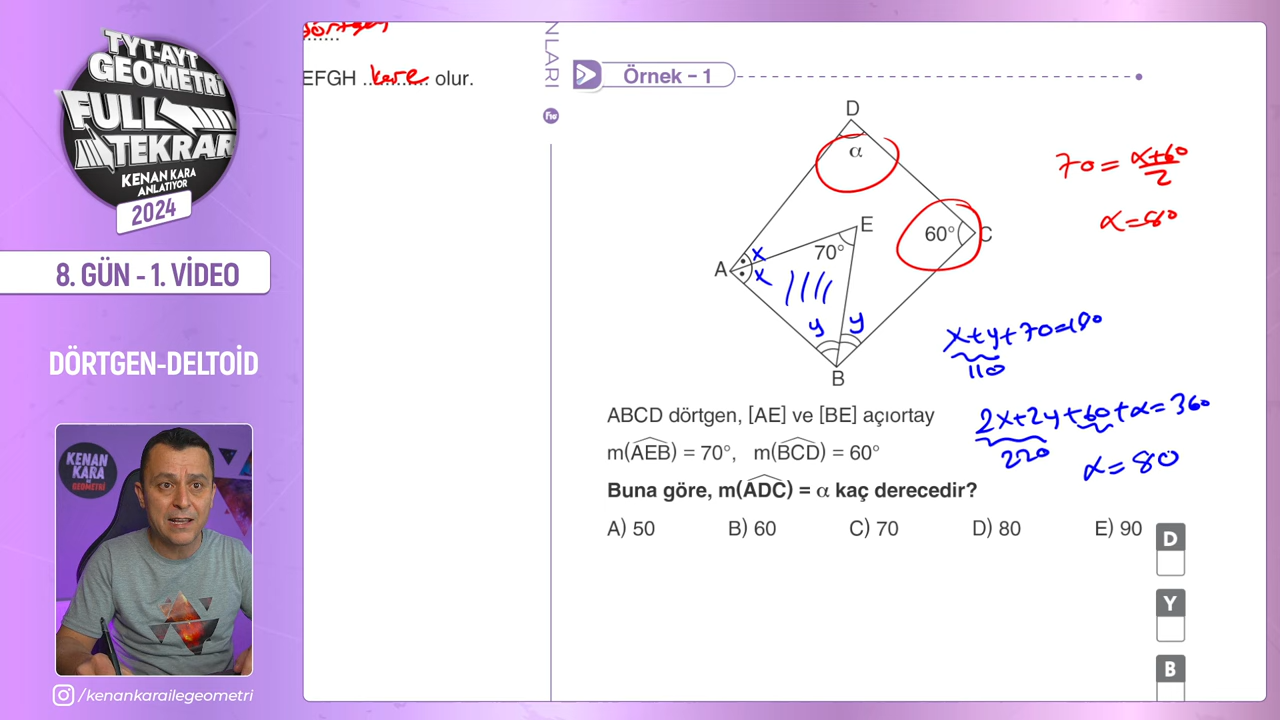 TYT-AYT
GEOMETRİ
FULL
TEKRAR
KENAN KARA
ANLATIYOR
2024
8. GÜN - 1. VİDEO
DÖRTGEN-DELTOİD
KENAN
KARA
GEOMETRİ
/kenankarailegeometri
dörtgen
EFGH ..kare.. olur.
NLARI
Örnek – 1
D
α
E
60°
C
70°
A
x
x
y
y
B
70 = α+60/2
α=80
x+y+70=180
110
2x+2y+60+α=360
220
α=80
ABCD dörtgen, [AE] ve [BE] açıortay
m(AEB) = 70°, m(BCD) = 60°
Buna göre, m(ADC) = α kaç derecedir?
A) 50 B) 60 C) 70 D) 80 E) 90
D
Y
B